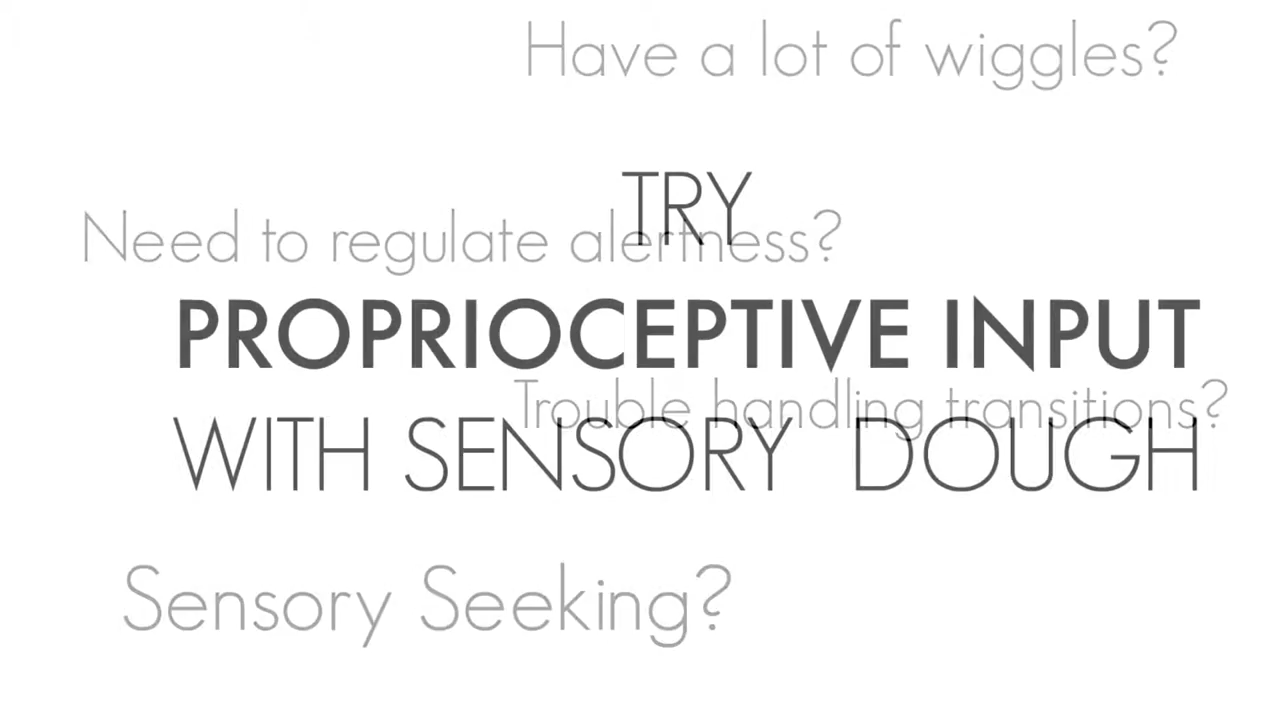 Have a lot of wiggles?
TRY
Need to regulate alertness?
PROPRIOCEPTIVE INPUT
Trouble handling transitions?
WITH SENSORY DOUGH
Sensory Seeking?